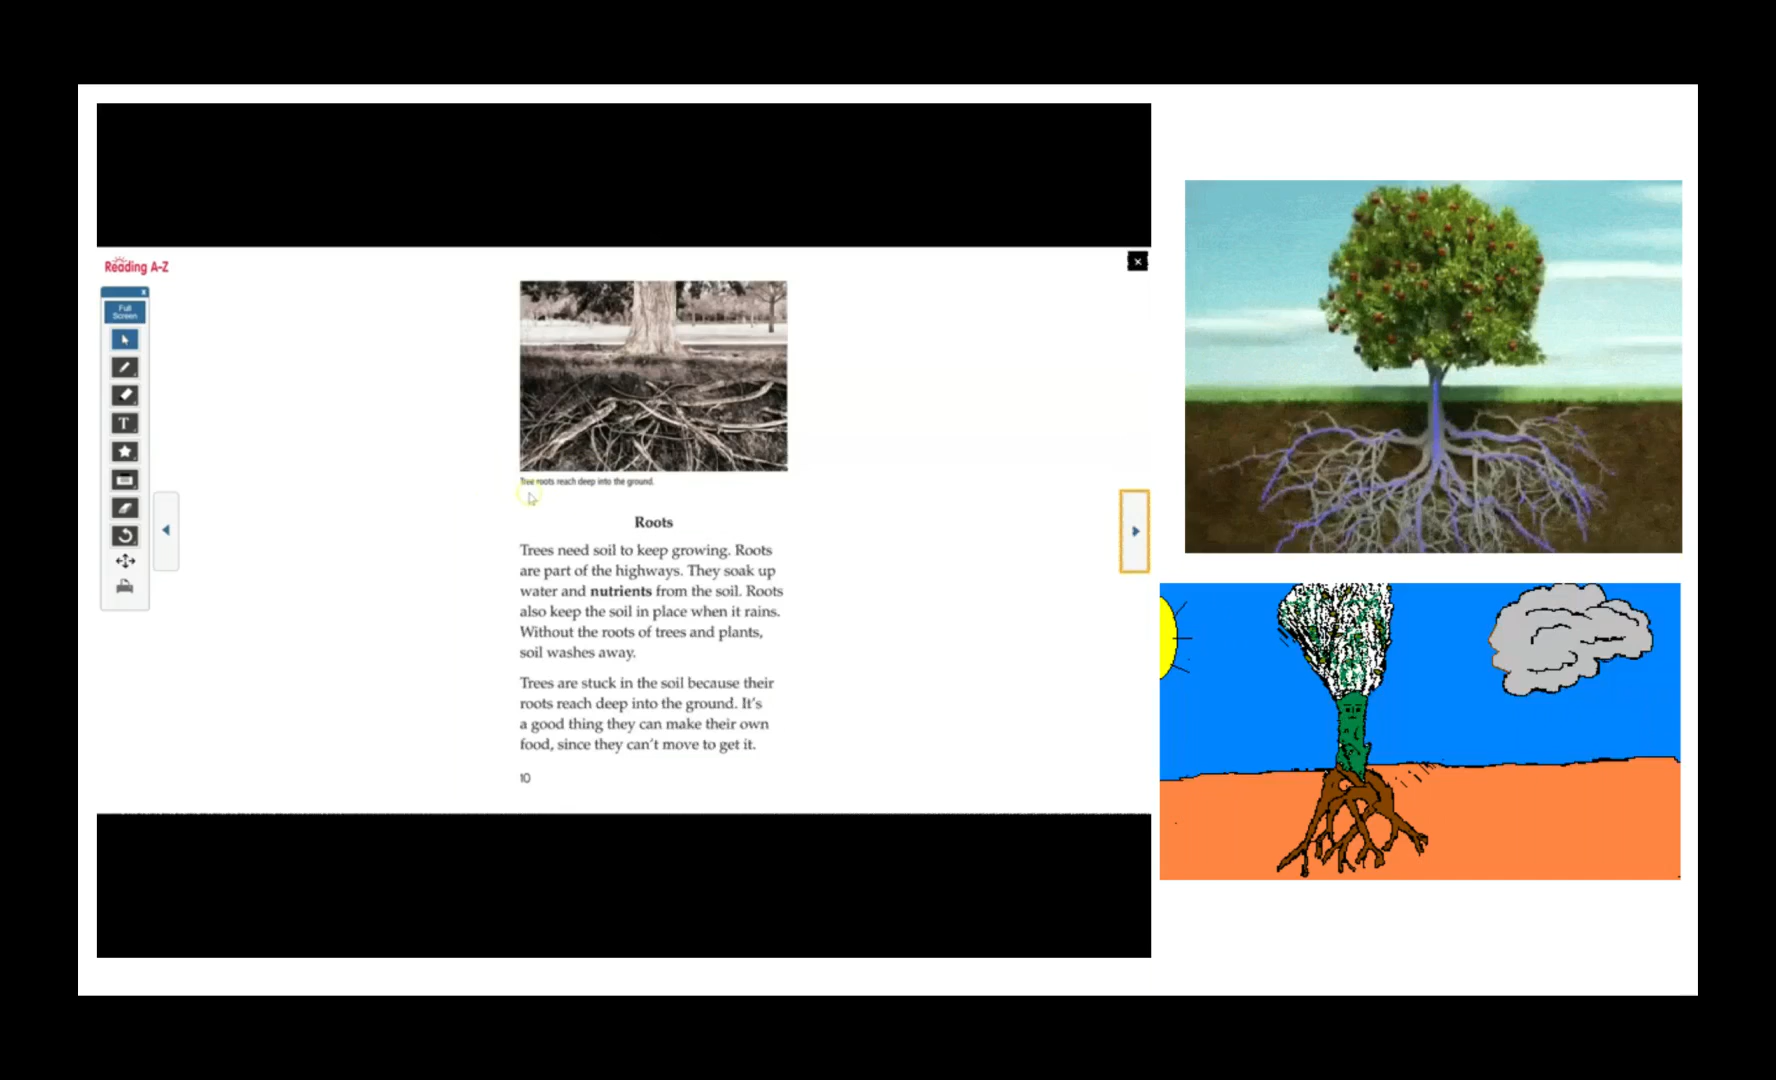 Reading A-Z
x
Full
Screen
T
Tree roots reach deep into the ground.
Roots
Trees need soil to keep growing. Roots
are part of the highways. They soak up
water and nutrients from the soil. Roots
also keep the soil in place when it rains.
Without the roots of trees and plants,
soil washes away.
Trees are stuck in the soil because their
roots reach deep into the ground. It's
a good thing they can make their own
food, since they can't move to get it.
10